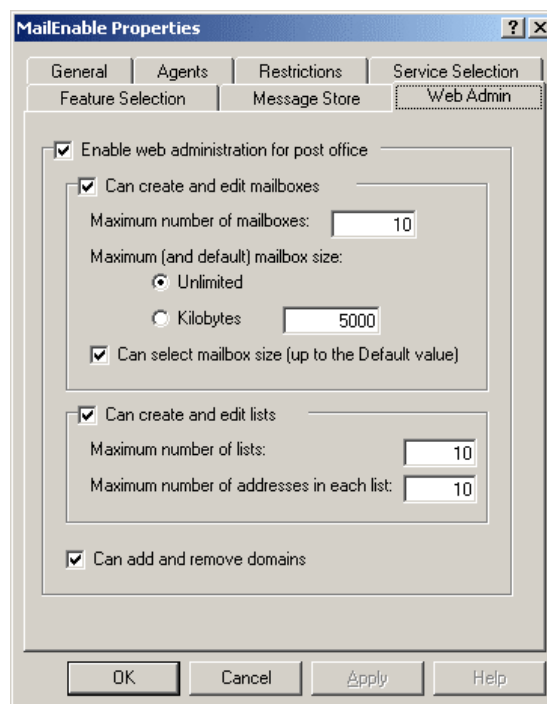 MailEnable Properties
General Agents Restrictions Service Selection
Feature Selection Message Store Web Admin
Enable web administration for post office
Can create and edit mailboxes
Maximum number of mailboxes: 10
Maximum (and default) mailbox size:
Unlimited
Kilobytes 5000
Can select mailbox size (up to the Default value)
Can create and edit lists
Maximum number of lists: 10
Maximum number of addresses in each list: 10
Can add and remove domains
OK Cancel Apply Help